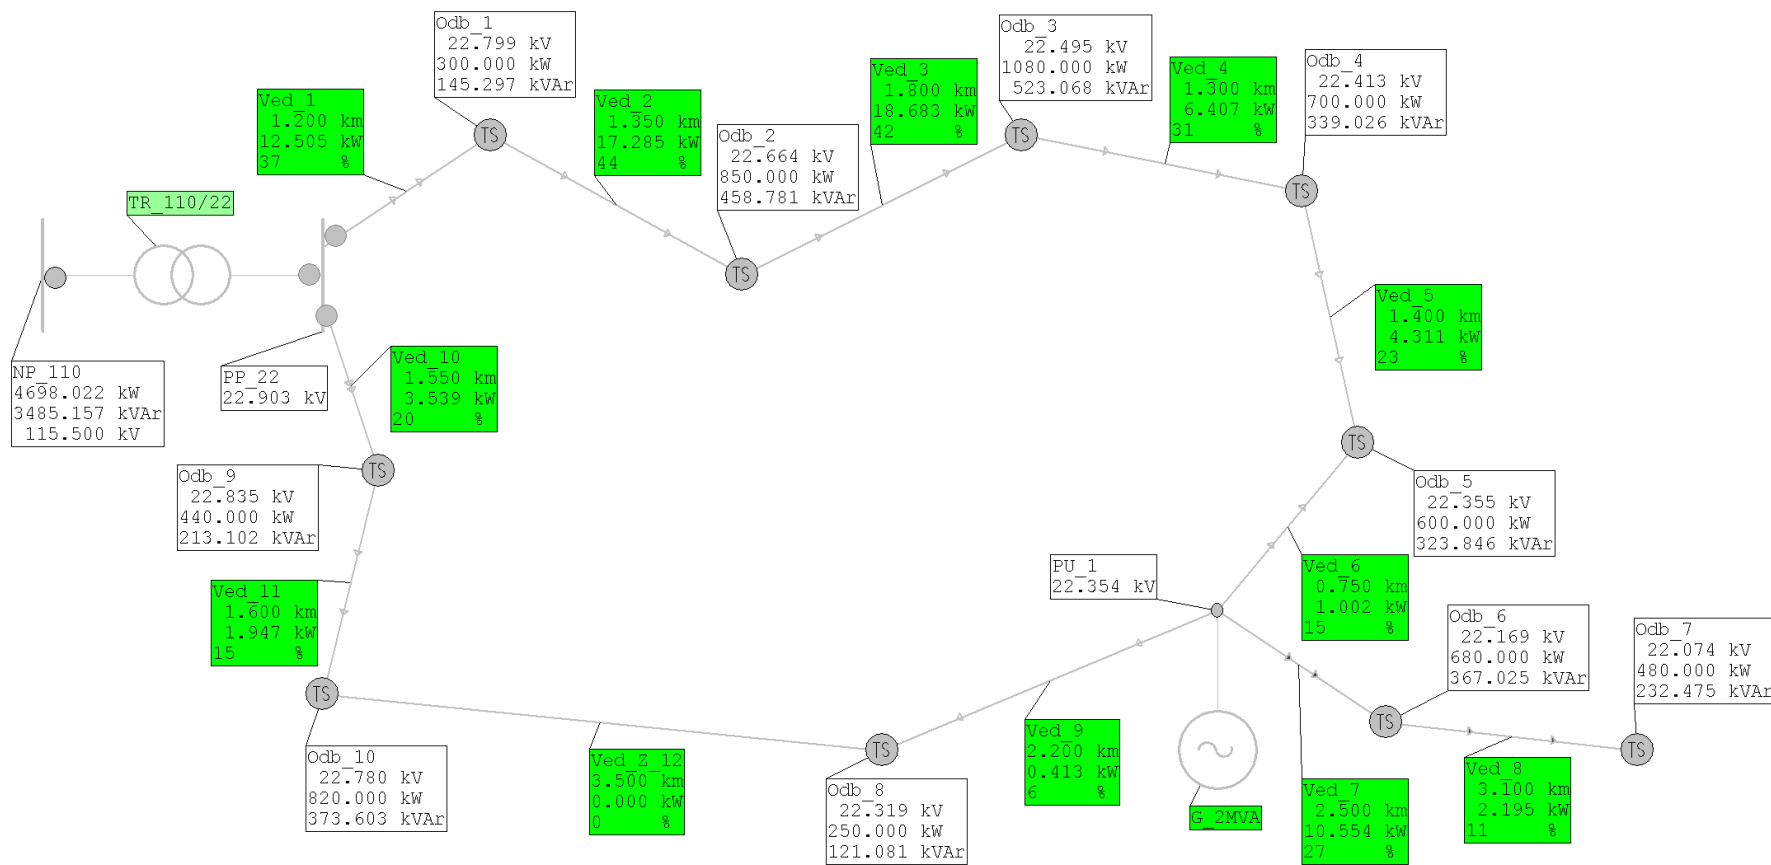 Odb_1
22.799 kV
300.000 kW
145.297 kVAr
Odb_3
22.495 kV
1080.000 kW
523.068 kVAr
Odb_4
22.413 kV
700.000 kW
339.026 kVAr
Ved_1
1.200 km
12.505 kW
37 %
Ved_2
1.350 km
17.285 kW
44 %
Ved_3
1.800 km
18.683 kW
42 %
Ved_4
1.300 km
6.407 kW
31 %
Odb_2
22.664 kV
850.000 kW
458.781 kVAr
TS
TS
TS
TS
TR_110/22
Ved_5
1.400 km
4.311 kW
23 %
NP_110
4698.022 kW
3485.157 kVAr
115.500 kV
PP_22
22.903 kV
Ved_10
1.550 km
3.539 kW
20 %
TS
TS
Odb_9
22.835 kV
440.000 kW
213.102 kVAr
Odb_5
22.355 kV
600.000 kW
323.846 kVAr
Ved_11
1.600 km
1.947 kW
15 %
PU_1
22.354 kV
Ved_6
0.750 km
1.002 kW
15 %
Odb_6
22.169 kV
680.000 kW
367.025 kVAr
Odb_7
22.074 kV
480.000 kW
232.475 kVAr
TS
TS
TS
TS
Odb_10
22.780 kV
820.000 kW
373.603 kVAr
Ved_Z_12
3.500 km
0.000 kW
0 %
Odb_8
22.319 kV
250.000 kW
121.081 kVAr
Ved_9
2.200 km
0.413 kW
6 %
G_2MVA
Ved_7
2.500 km
10.554 kW
27 %
Ved_8
3.100 km
2.195 kW
11 %